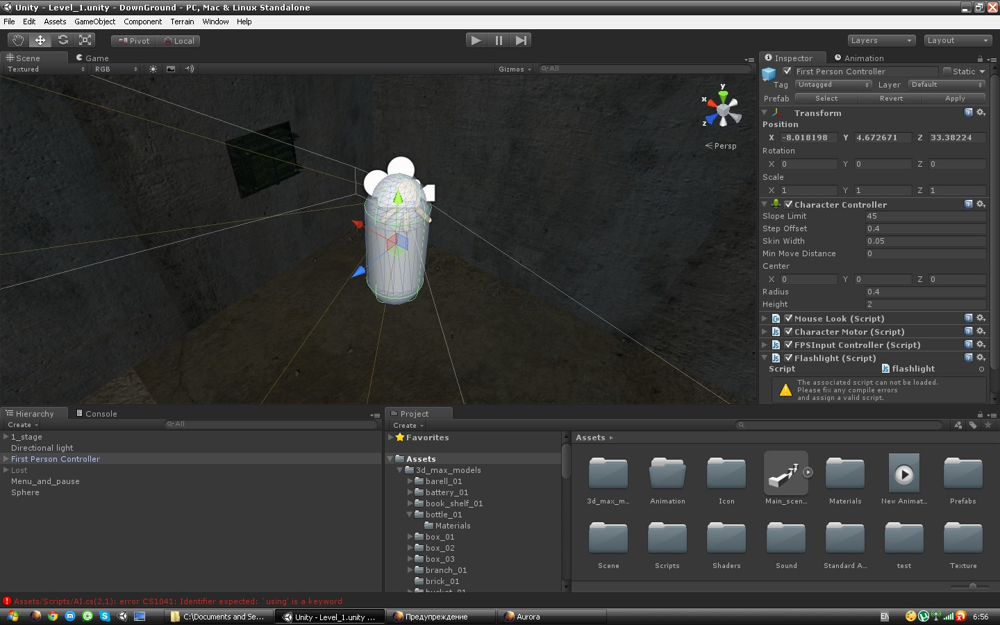 Unity - Level_1.unity - DownGround - PC, Mac & Linux Standalone
File Edit Assets GameObject Component Terrain Window Help
Pivot Local Layers Layout
Scene Game
Textured RGB Gizmos All
y
x
z
Persp
Inspector Animation
First Person Controller Static
Tag Untagged Layer Default
Prefab Select Revert Apply
Transform
Position
X -8.018198 Y 4.672671 Z 33.38224
Rotation
X 0 Y 0 Z 0
Scale
X 1 Y 1 Z 1
Character Controller
Slope Limit 45
Step Offset 0.4
Skin Width 0.05
Min Move Distance 0
Center
X 0 Y 0 Z 0
Radius 0.4
Height 2
Mouse Look (Script)
Character Motor (Script)
FPSInput Controller (Script)
Flashlight (Script)
Script flashlight
The associated script can not be loaded.
Please fix any compile errors
and assign a valid script.
Hierarchy Console
Create All
1_stage
Directional light
First Person Controller
Lost
Menu_and_pause
Sphere
Project
Create
Favorites
Assets
3d_max_models
barell_01
battery_01
book_shelf_01
bottle_01
Materials
box_01
box_02
box_03
branch_01
brick_01
Assets
3d_max_m... Animation Icon Main_scen... Materials New Animat... Prefabs
Scene Scripts Shaders Sound Standard A... test Texture
Assets/Scripts/AI.cs(2,1): error CS1041: Identifier expected: `using' is a keyword
C:\Documents and Se... Unity - Level_1.unity ... Предупреждение Aurora EN 6:56